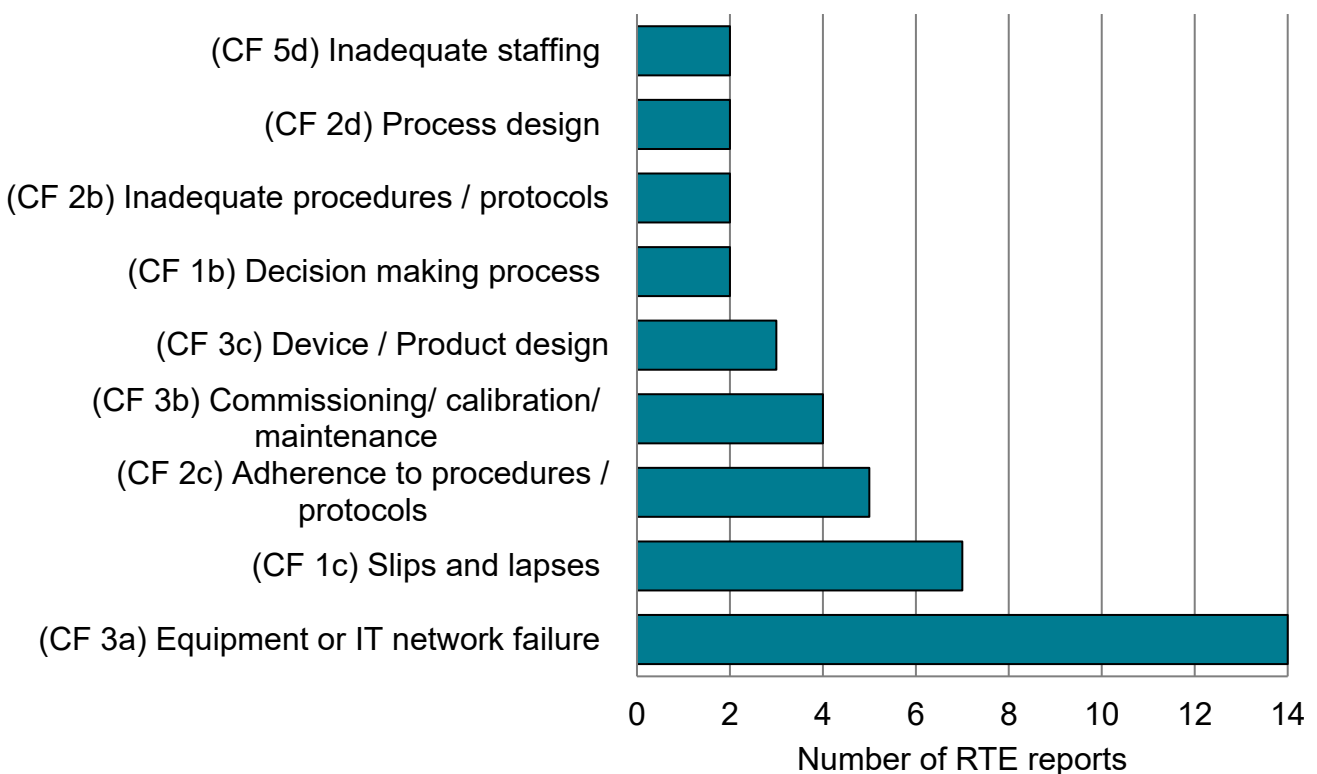 (CF 5d) Inadequate staffing
(CF 2d) Process design
(CF 2b) Inadequate procedures / protocols
(CF 1b) Decision making process
(CF 3c) Device / Product design
(CF 3b) Commissioning/ calibration/
maintenance
(CF 2c) Adherence to procedures /
protocols
(CF 1c) Slips and lapses
(CF 3a) Equipment or IT network failure
0 2 4 6 8 10 12 14
Number of RTE reports